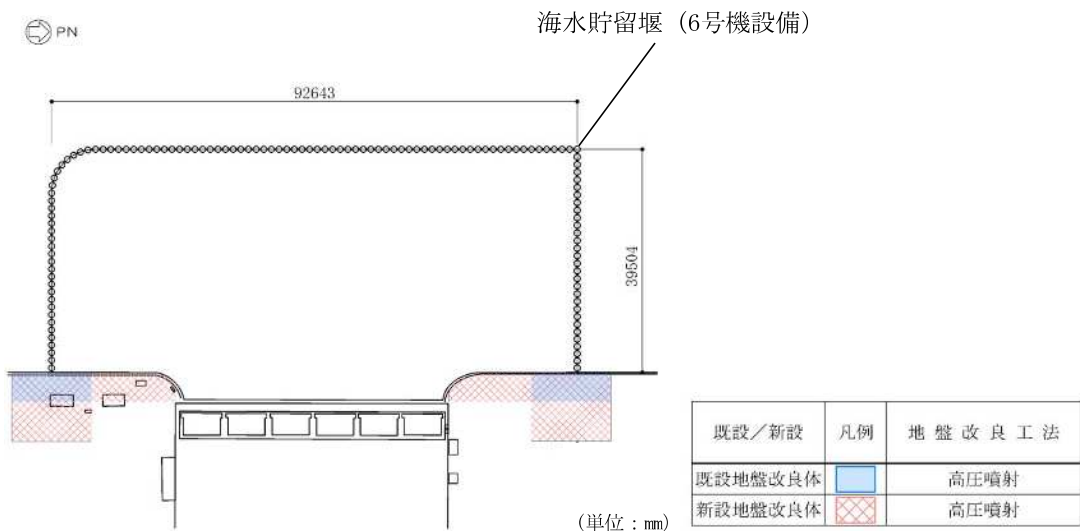 海水貯留堰（6号機設備）
PN
92643
39504
既設／新設 凡例 地盤改良工法
既設地盤改良体 高圧噴射
新設地盤改良体 高圧噴射
(単位：㎜)